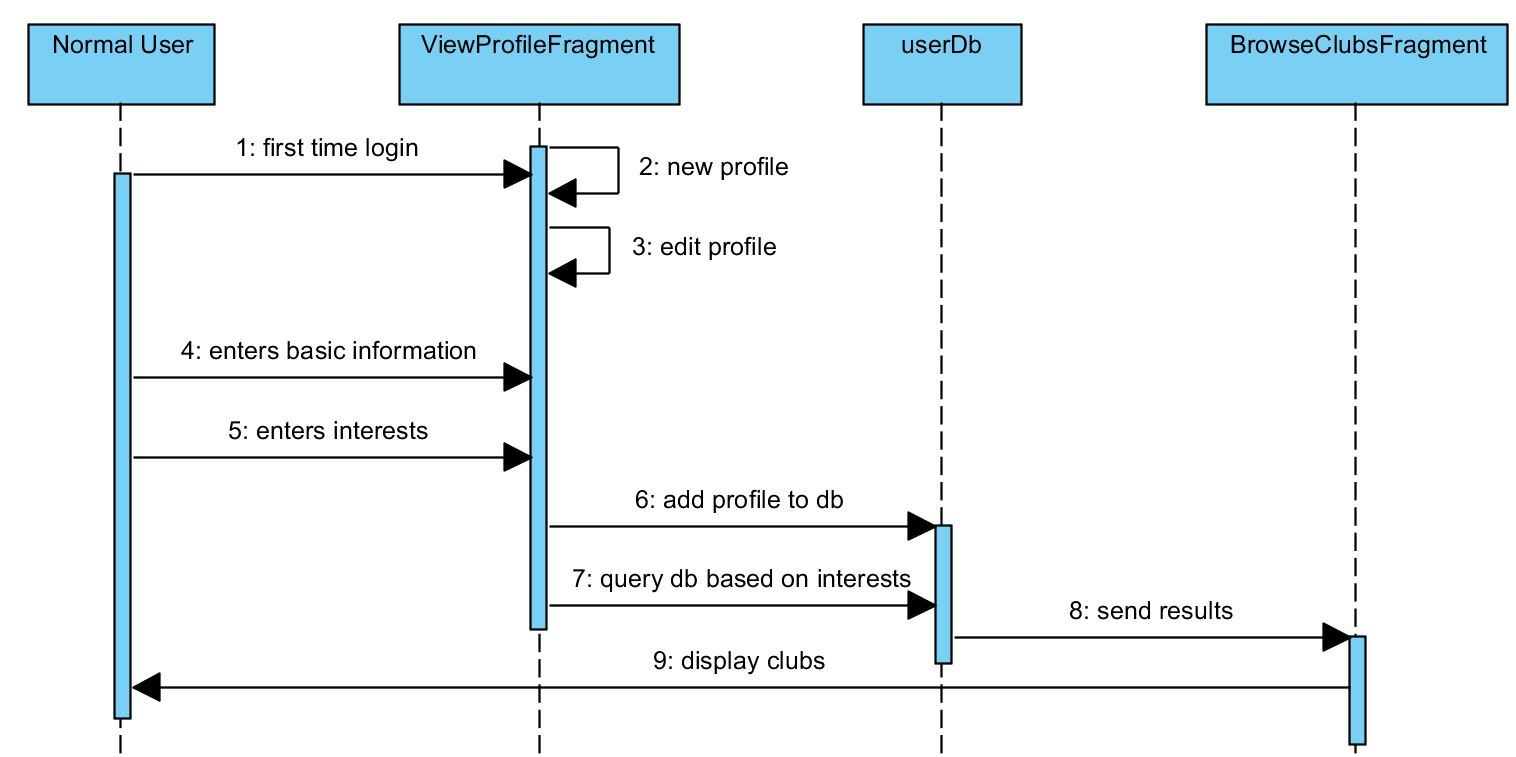 Normal User
ViewProfileFragment
userDb
BrowseClubsFragment
1: first time login
2: new profile
3: edit profile
4: enters basic information
5: enters interests
6: add profile to db
7: query db based on interests
8: send results
9: display clubs